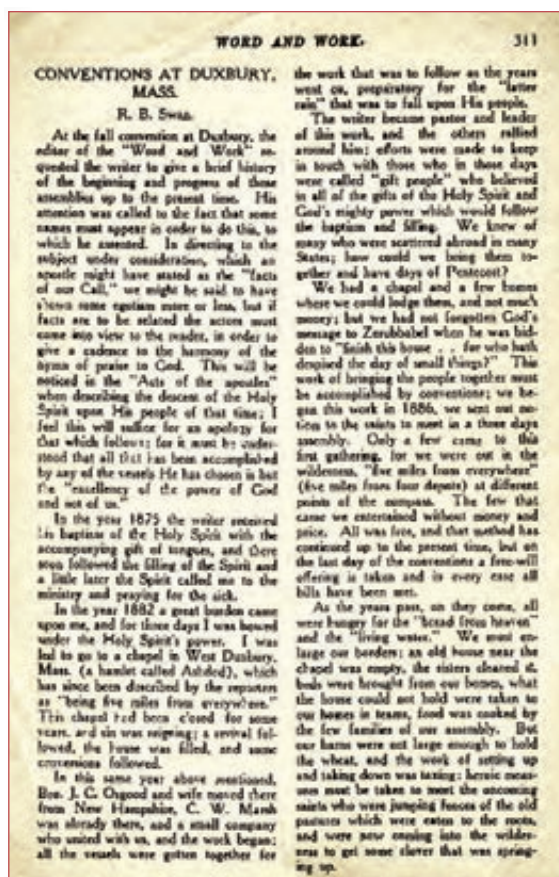 WORD AND WORK.
311
CONVENTIONS AT DUXBURY,
MASS.
R. B. Swan.
At the fall convention at Duxbury, the
editor of the "Word and Work" re-
quested the writer to give a brief history
of the beginning and progress of these
assemblies up to the present time. His
attention was called to the fact that some
names must appear in order to do this, to
which he assented. In directing to the
subject under consideration, which an
apostle might have stated as the "facts
of our Call," we might be said to have
shown some egotism more or less, but if
facts are to be related the actors must
come into view to the reader, in order to
give a cadence to the harmony of the
hymn of praise to God. This will be
noticed in the "Acts of the apostles"
when describing the descent of the Holy
Spirit upon His people of that time; I
feel this will suffice for an apology for
that which follows; for it must be under-
stood that all that has been accomplished
by any of the vessels He has chosen is but
the "excellency of the power of God
and not of us."
In the year 1875 the writer received
his baptism of the Holy Spirit with the
accompanying gift of tongues, and there
soon followed the filling of the Spirit and
a little later the Spirit called me to the
ministry and praying for the sick.
In the year 1882 a great burden came
upon me, and for three days I was bowed
under the Holy Spirit's power. I was
led to go to a chapel in West Duxbury,
Mass. (a hamlet called Ashdod), which
has since been described by the reporters
as "being five miles from everywhere."
This chapel had been closed for some
years, and sin was reigning; a revival fol-
lowed, the house was filled, and some
conversions followed.
In this same year above mentioned,
Bro. J. C. Osgood and wife moved there
from New Hampshire, C. W. Marsh
was already there, and a small company
who united with us, and the work began;
all the vessels were gotten together for
the work that was to follow as the years
went on, preparatory for the "latter
rain" that was to fall upon His people.
The writer became pastor and leader
of this work, and the others rallied
around him; efforts were made to keep
in touch with those who in those days
were called "gift people" who believed
in all of the gifts of the Holy Spirit and
God's mighty power which would follow
the baptism and filling. We knew of
many who were scattered abroad in many
States; how could we bring them to-
gether and have days of Pentecost?
We had a chapel and a few homes
where we could lodge them, and not much
money; but we had not forgotten God's
message to Zerubbabel when he was bid-
den to "finish this house . . for who hath
despised the day of small things?" This
work of bringing the people together must
be accomplished by conventions; we be-
gan this work in 1886, we sent out no-
tion to the saints to meet in a three days
assembly. Only a few came to this
first gathering, for we were out in the
wilderness, "five miles from everywhere"
(five miles from four depots) at different
points of the compass. The few that
came we entertained without money and
price. All was free, and that method has
continued up to the present time, but on
the last day of the conventions a free-will
offering is taken and in every case all
bills have been met.
As the years pass, on they come, all
were hungry for the "bread from heaven"
and the "living water." We must en-
large our borders; an old house near the
chapel was empty, the sisters cleaned it,
beds were brought from our homes, what
the house could not hold were taken to
our homes in teams, food was cooked by
the few families of our assembly. But
our barns were not large enough to hold
the wheat, and the work of setting up
and taking down was taxing; heroic meas-
ures must be taken to meet the oncoming
saints who were jumping fences of the old
pastures which were eaten to the roots,
and were now coming into the wilder-
ness to get some clover that was spring-
ing up.